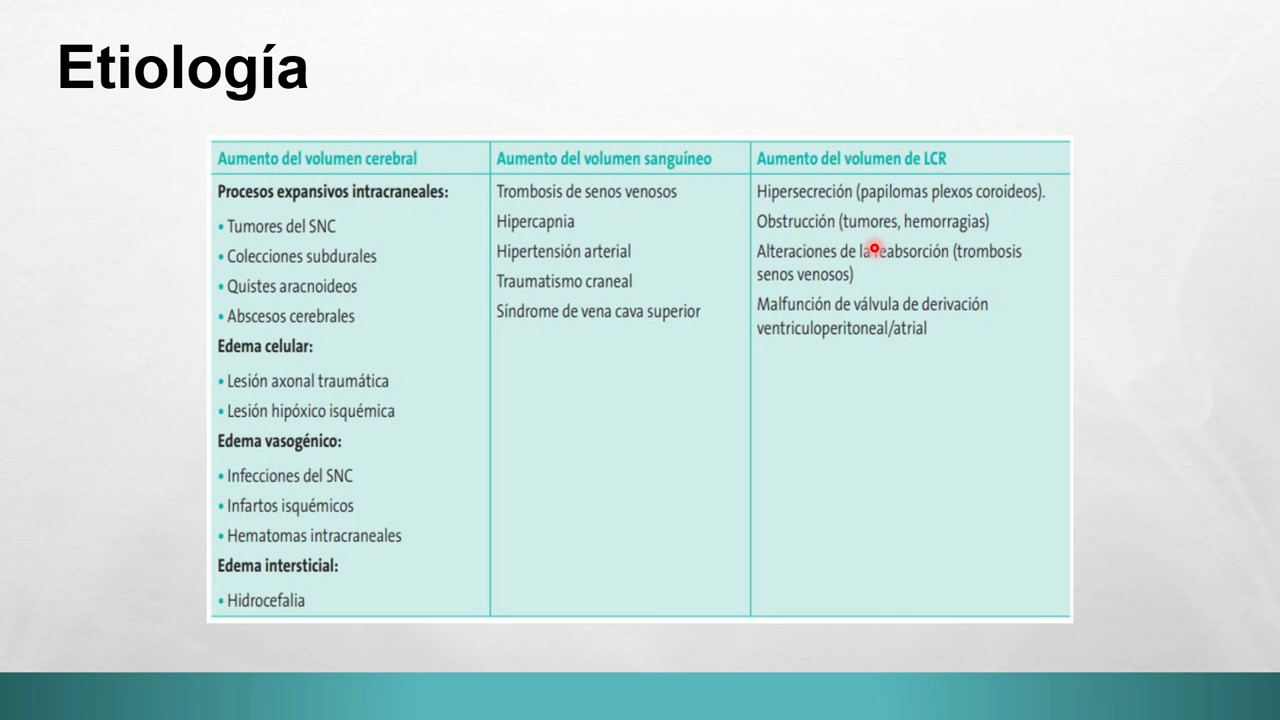 Etiología
Aumento del volumen cerebral
Procesos expansivos intracraneales:
• Tumores del SNC
• Colecciones subdurales
• Quistes aracnoideos
• Abscesos cerebrales
Edema celular:
• Lesión axonal traumática
• Lesión hipóxico isquémica
Edema vasogénico:
• Infecciones del SNC
• Infartos isquémicos
• Hematomas intracraneales
Edema intersticial:
• Hidrocefalia
Aumento del volumen sanguíneo
Trombosis de senos venosos
Hipercapnia
Hipertensión arterial
Traumatismo craneal
Síndrome de vena cava superior
Aumento del volumen de LCR
Hipersecreción (papilomas plexos coroideos).
Obstrucción (tumores, hemorragias)
Alteraciones de la reabsorción (trombosis
senos venosos)
Malfunción de válvula de derivación
ventriculoperitoneal/atrial